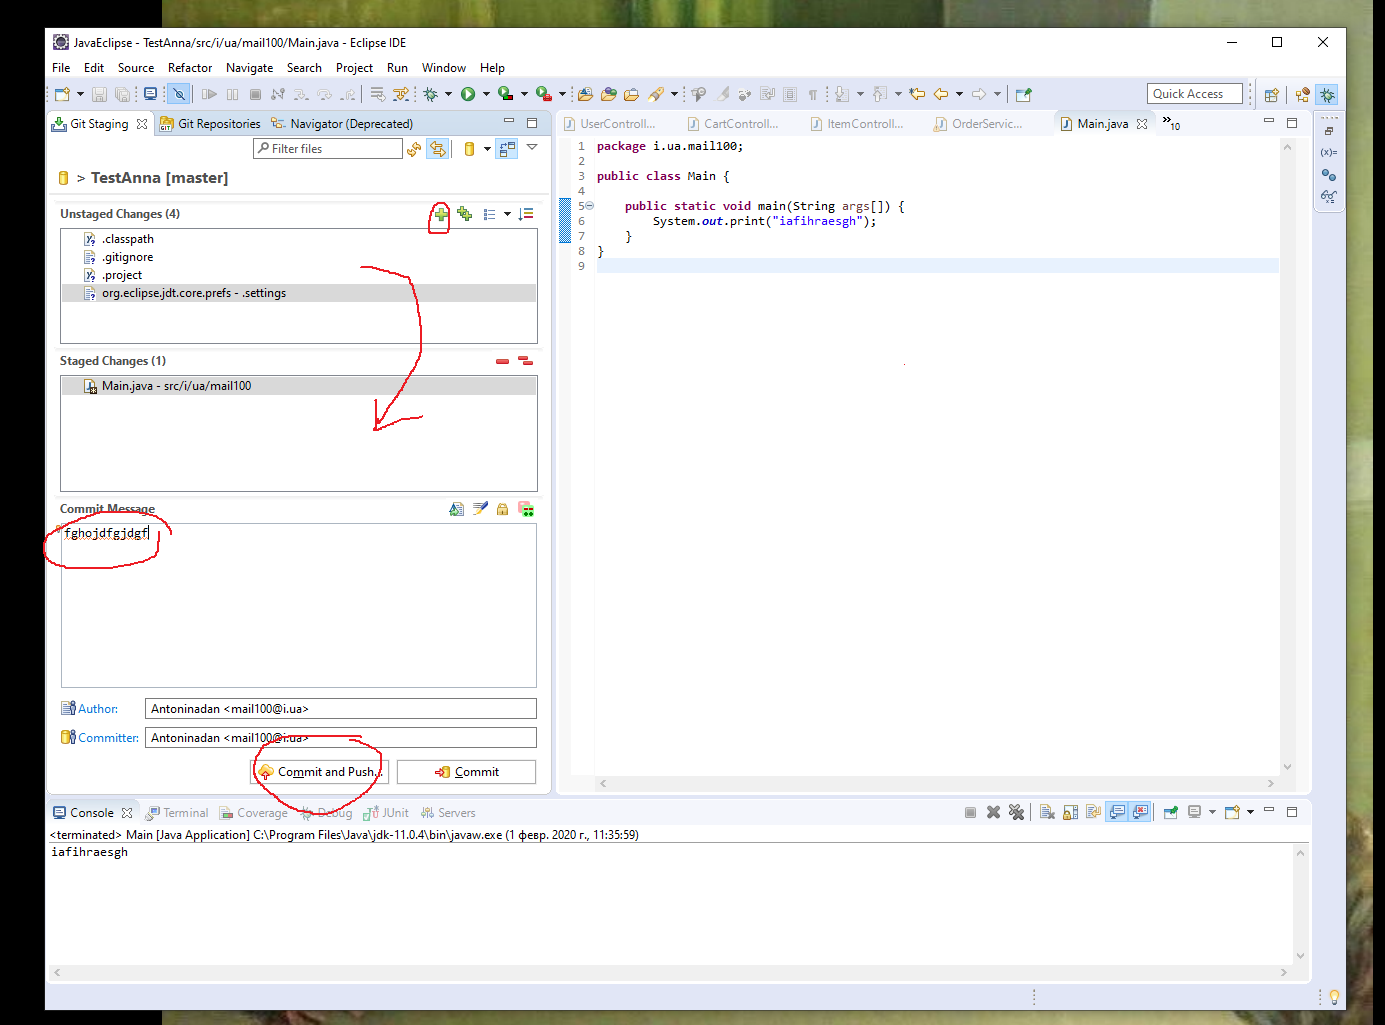 JavaEclipse - TestAnna/src/i/ua/mail100/Main.java - Eclipse IDE
File Edit Source Refactor Navigate Search Project Run Window Help
Quick Access
Git Staging Git Repositories Navigator (Deprecated)
Filter files
> TestAnna [master]
Unstaged Changes (4)
.classpath
.gitignore
.project
org.eclipse.jdt.core.prefs - .settings
Staged Changes (1)
Main.java - src/i/ua/mail100
Commit Message
fghojdfgjdgf
Author: Antoninadan <mail100@i.ua>
Committer: Antoninadan <mail100@i.ua>
Commit and Push... Commit
UserControll... CartControll... ItemControll... OrderServic... Main.java »10
1 package i.ua.mail100;
2
3 public class Main {
4
5 public static void main(String args[]) {
6 System.out.print("iafihraesgh");
7 }
8 }
9
(x)=
Console Terminal Coverage Debug JUnit Servers
<terminated> Main [Java Application] C:\Program Files\Java\jdk-11.0.4\bin\javaw.exe (1 февр. 2020 г., 11:35:59)
iafihraesgh